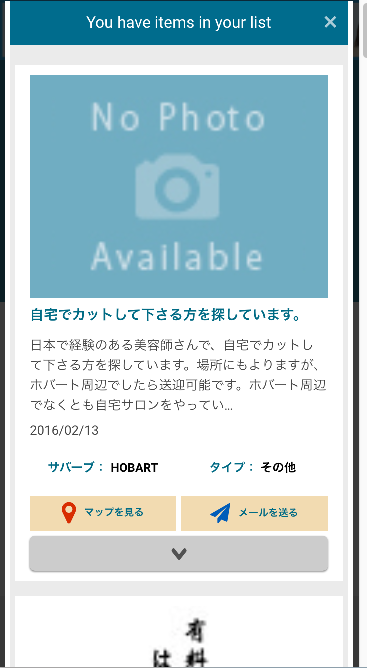 You have items in your list ×
No Photo
Available
自宅でカットして下さる方を探しています。
日本で経験のある美容師さんで、自宅でカットし
て下さる方を探しています。場所にもよりますが、
ホバート周辺でしたら送迎可能です。ホバート周辺
でなくとも自宅サロンをやってい...
2016/02/13
サバーブ： HOBART タイプ： その他
マップを見る メールを送る
有
料
は